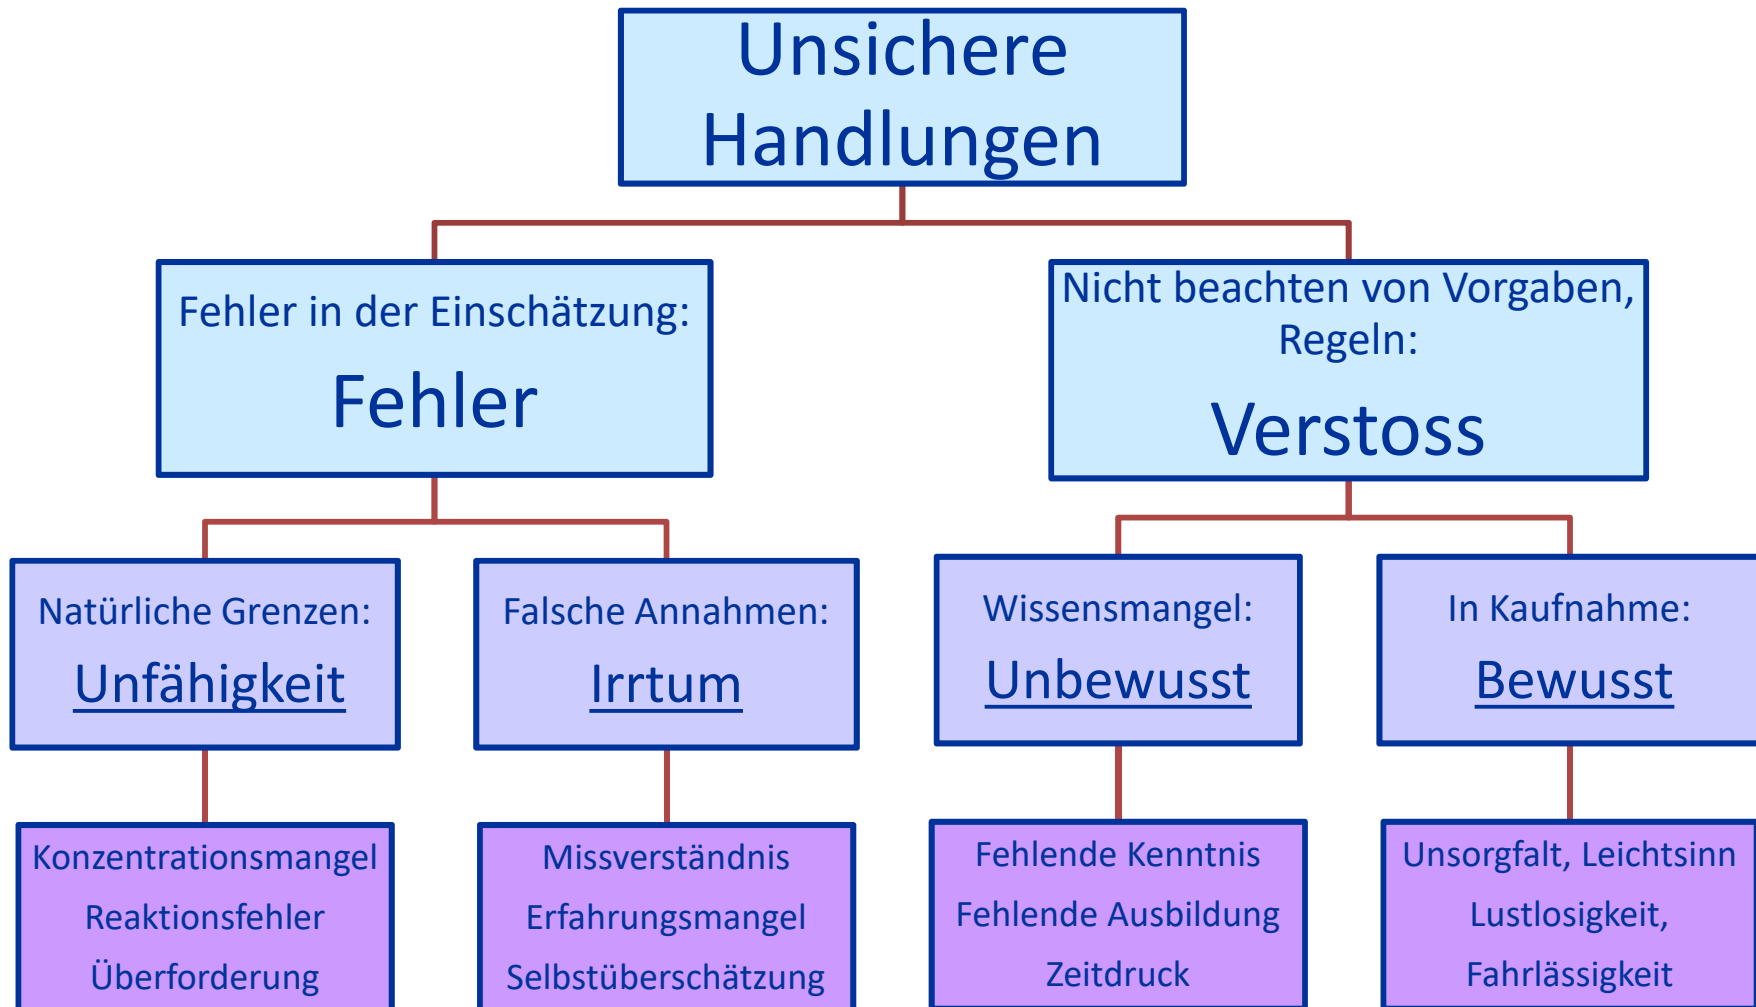 Unsichere
Handlungen
Fehler in der Einschätzung:
Fehler
Nicht beachten von Vorgaben,
Regeln:
Verstoss
Natürliche Grenzen:
Unfähigkeit
Falsche Annahmen:
Irrtum
Wissensmangel:
Unbewusst
In Kaufnahme:
Bewusst
Konzentrationsmangel
Reaktionsfehler
Überforderung
Missverständnis
Erfahrungsmangel
Selbstüberschätzung
Fehlende Kenntnis
Fehlende Ausbildung
Zeitdruck
Unsorgfalt, Leichtsinn
Lustlosigkeit,
Fahrlässigkeit